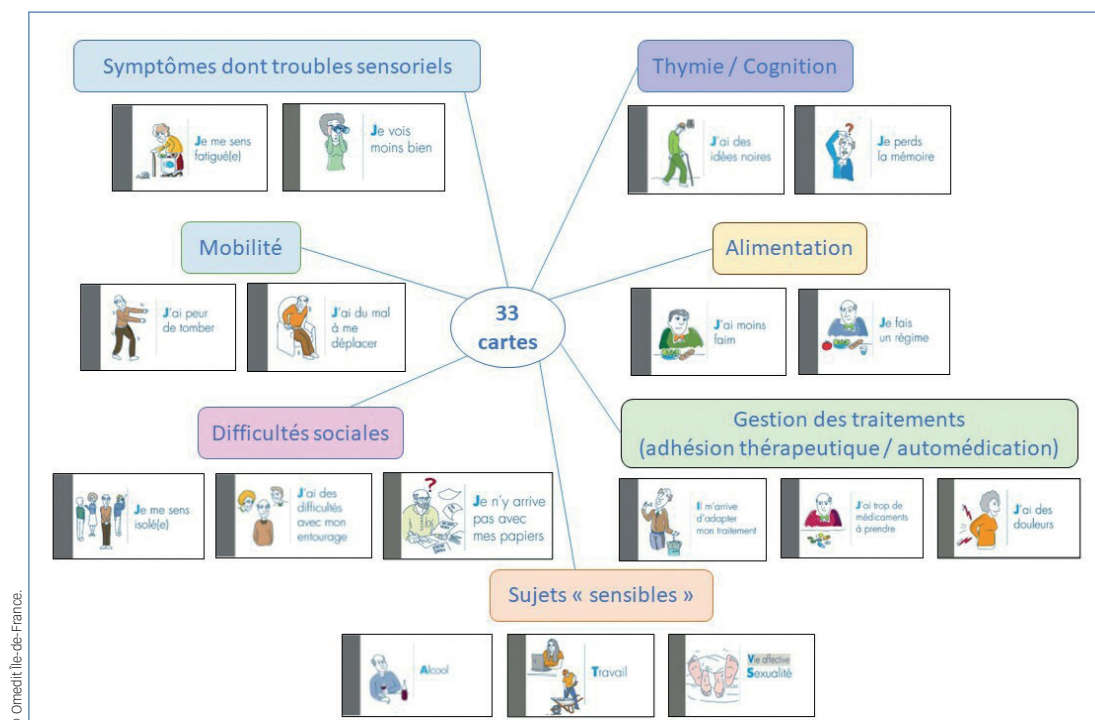 Symptômes dont troubles sensoriels
Je me sens
fatigué(e)
Je vois
moins bien
Thymie / Cognition
J'ai des
idées noires
Je perds
la mémoire
Mobilité
J'ai peur
de tomber
J'ai du mal
à me
déplacer
33
cartes
Alimentation
J'ai moins
faim
Je fais
un régime
Difficultés sociales
Je me sens
isolé(e)
J'ai des
difficultés
avec mon
entourage
Je n'y arrive
pas avec
mes papiers
Gestion des traitements
(adhésion thérapeutique / automédication)
Il m'arrive
d'adapter
mon traitement
J'ai trop de
médicaments
à prendre
J'ai des
douleurs
Sujets « sensibles »
Alcool
Travail
Vie affective
Sexualité
Omedit Île-de-France.